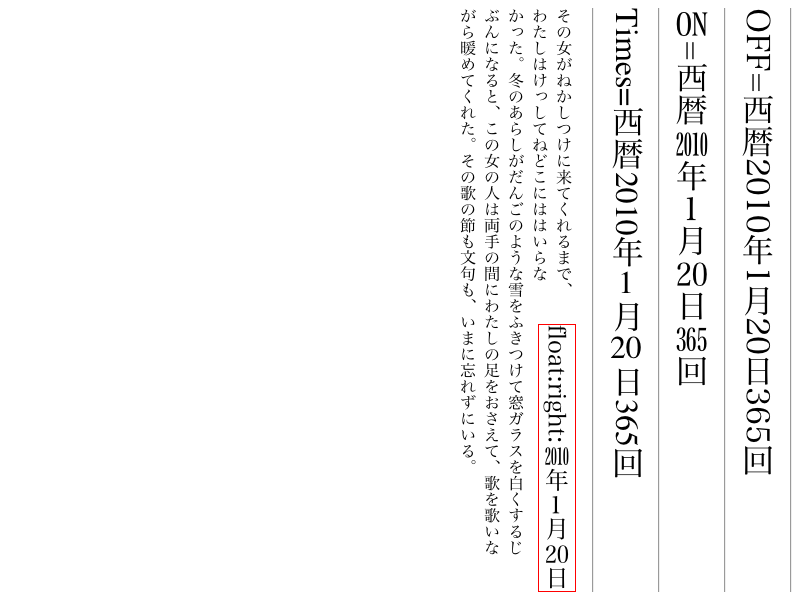 OFF=西暦2010年1月20日365回
ON=西暦2010年1月20日365回
Times=西暦2010年1月20日365回
float:right: 2010年1月20日
その女がねかしつけに来てくれるまで、
わたしはけっしてねどこにははいらな
かった。冬のあらしがだんごのような雪をふきつけて窓ガラスを白くするじ
ぶんになると、この女の人は両手の間にわたしの足をおさえて、歌を歌いな
がら暖めてくれた。その歌の節も文句も、いまに忘れずにいる。